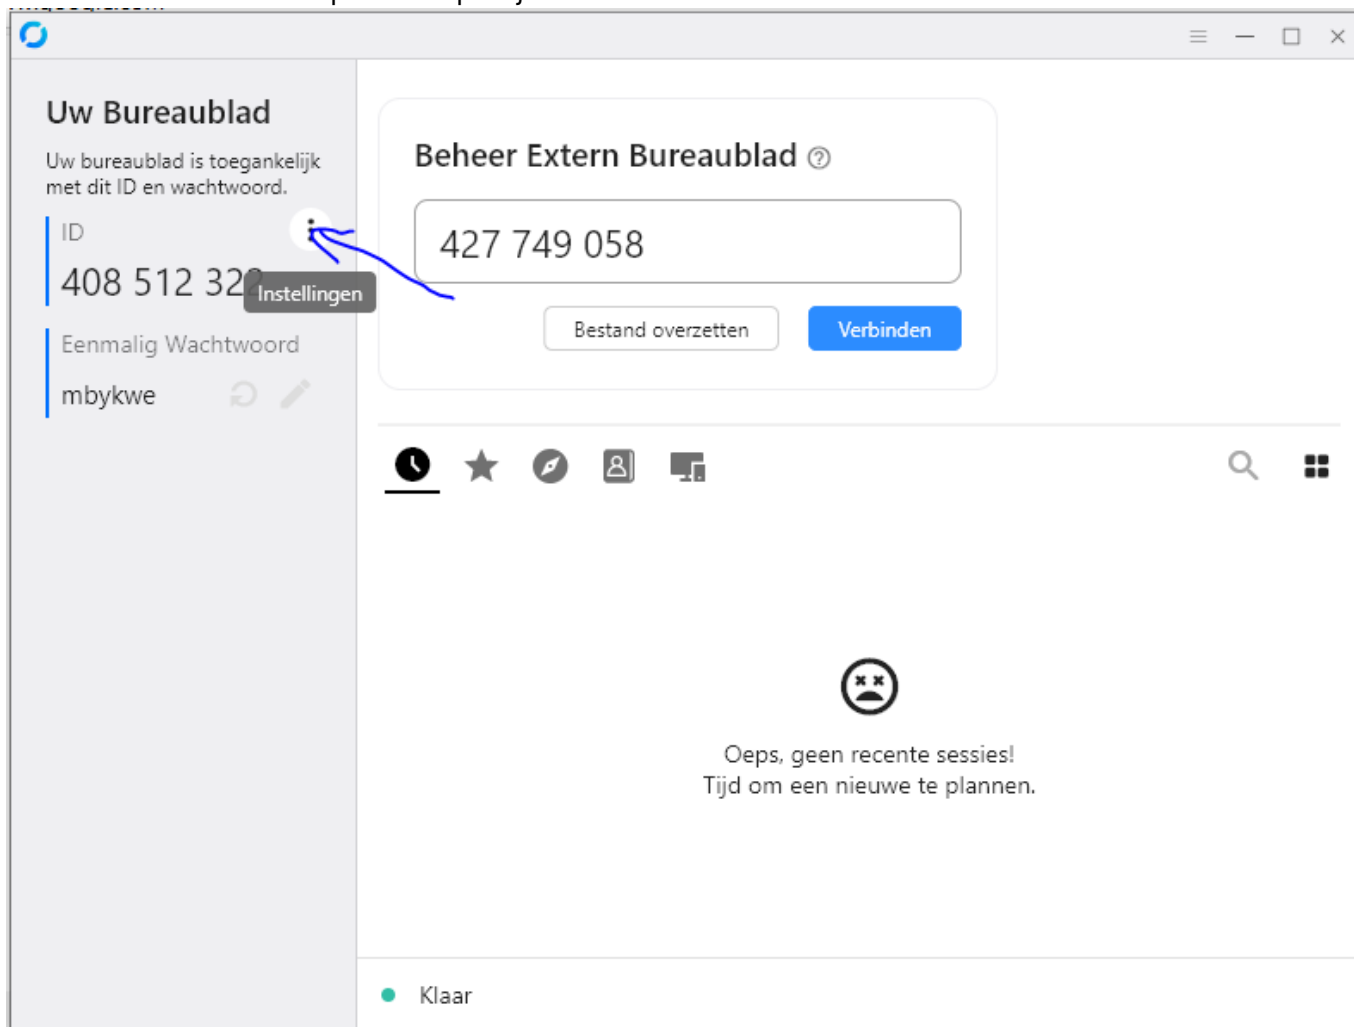 Uw Bureaublad
Uw bureaublad is toegankelijk
met dit ID en wachtwoord.
ID
408 512 322
Instellingen
Eenmalig Wachtwoord
mbykwe
Beheer Extern Bureaublad
427 749 058
Bestand overzetten
Verbinden
Oeps, geen recente sessies!
Tijd om een nieuwe te plannen.
Klaar